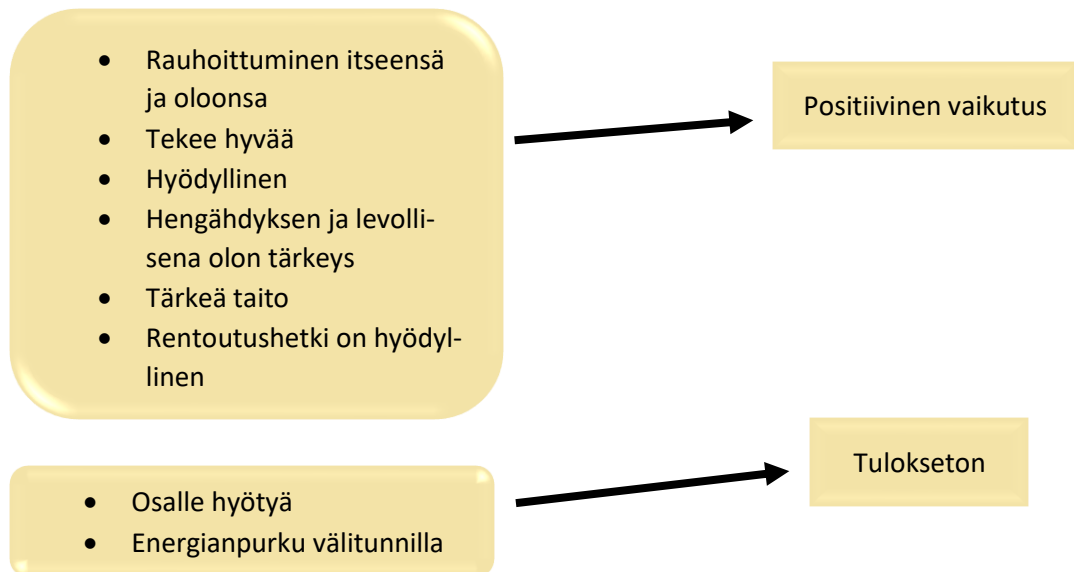 • Rauhoittuminen itseensä
ja oloonsa
• Tekee hyvää
• Hyödyllinen
• Hengähdyksen ja levolli-
sena olon tärkeys
• Tärkeä taito
• Rentoutushetki on hyödyl-
linen
Positiivinen vaikutus
• Osalle hyötyä
• Energianpurku välitunnilla
Tulokseton